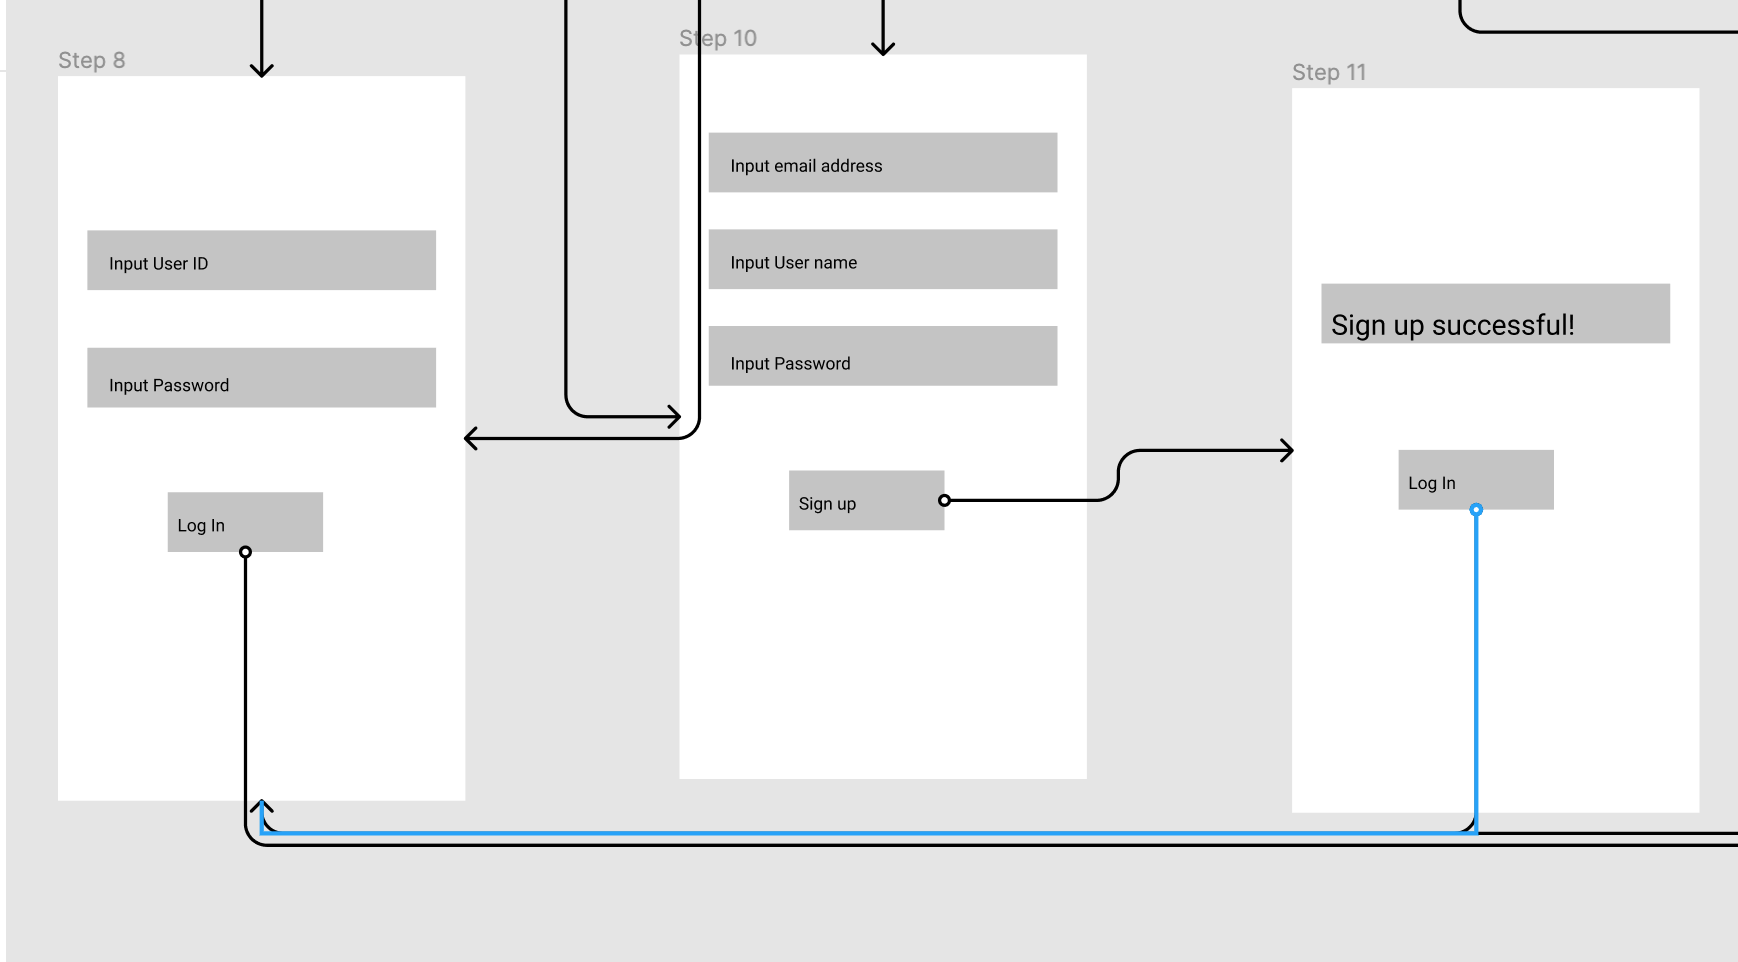 Step 8
Input User ID
Input Password
Log In
Step 10
Input email address
Input User name
Input Password
Sign up
Step 11
Sign up successful!
Log In